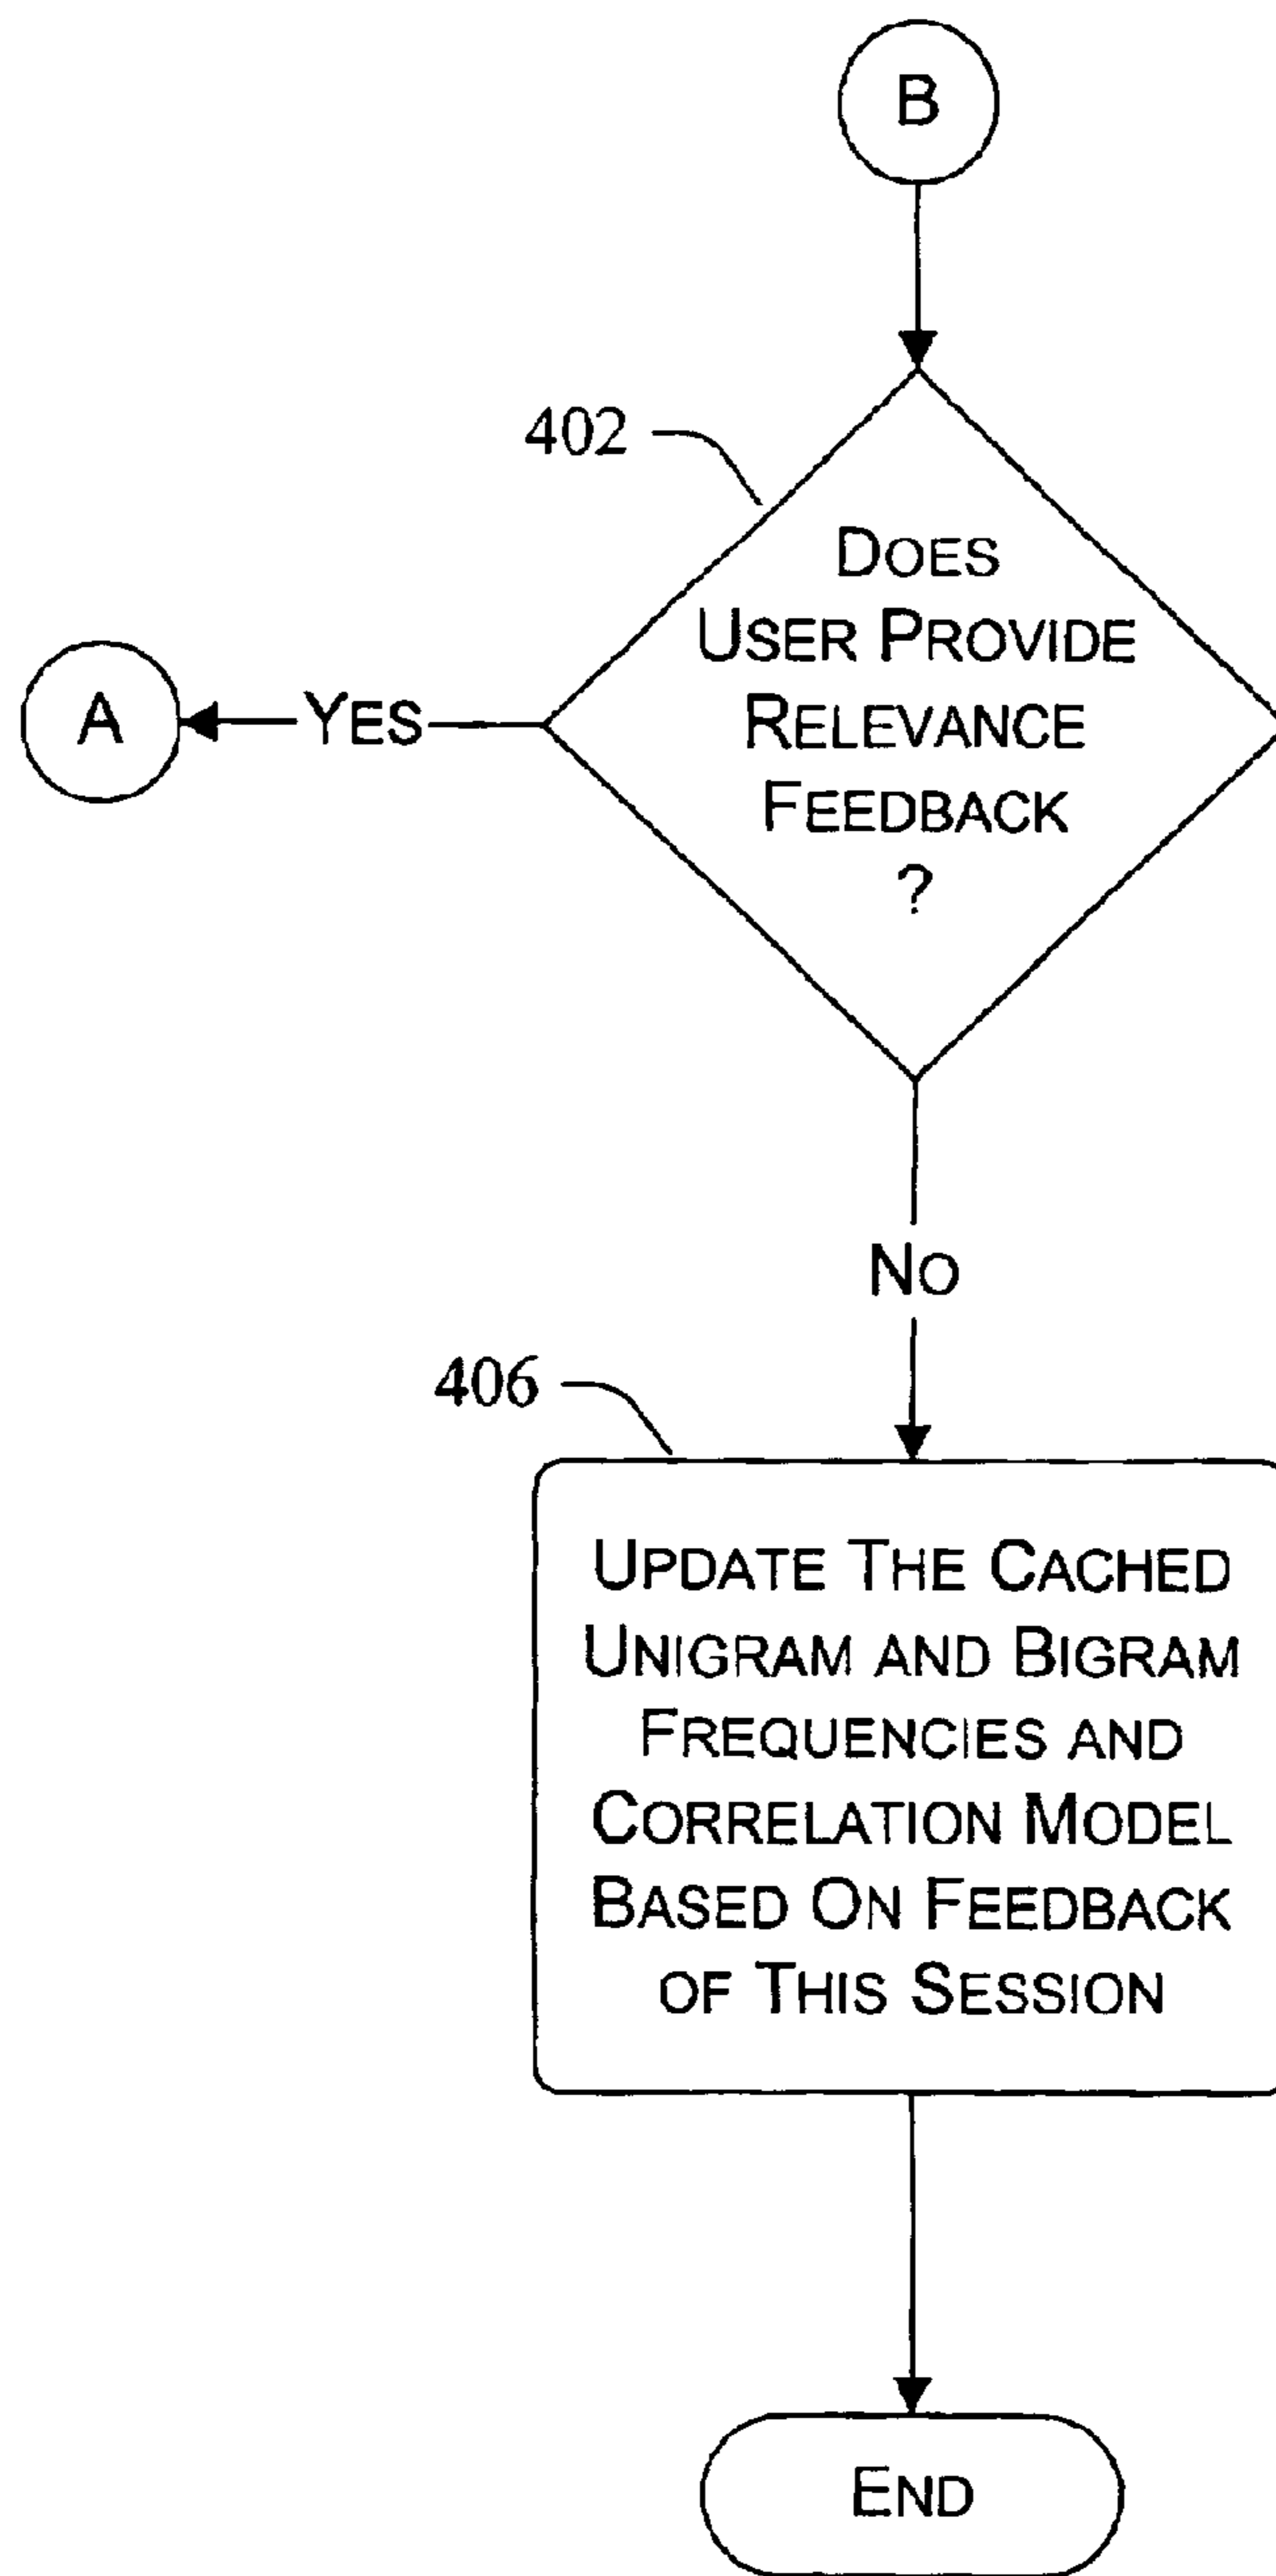 B
402
DOES
USER PROVIDE
RELEVANCE
FEEDBACK
?
A
YES
NO
406
UPDATE THE CACHED
UNIGRAM AND BIGRAM
FREQUENCIES AND
CORRELATION MODEL
BASED ON FEEDBACK
OF THIS SESSION
END